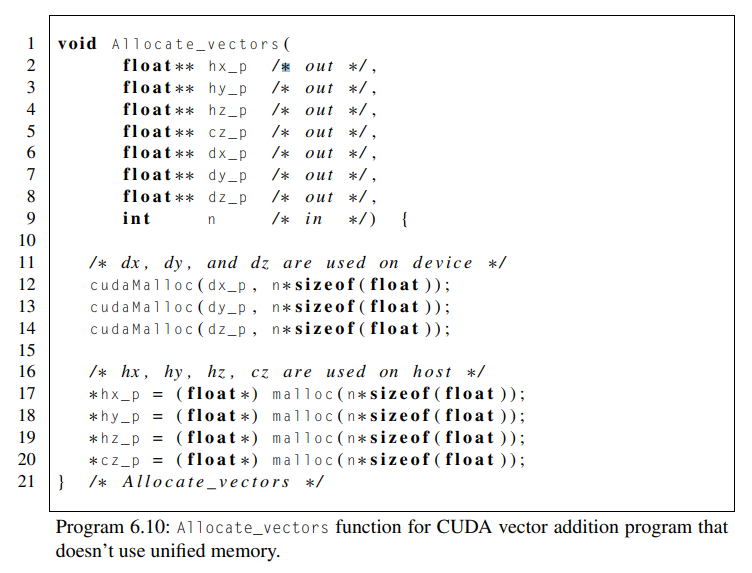 1 void Allocate_vectors(
2 float** hx_p /* out */,
3 float** hy_p /* out */,
4 float** hz_p /* out */,
5 float** cz_p /* out */,
6 float** dx_p /* out */,
7 float** dy_p /* out */,
8 float** dz_p /* out */,
9 int n /* in */) {
10
11 /* dx, dy, and dz are used on device */
12 cudaMalloc(dx_p, n*sizeof(float));
13 cudaMalloc(dy_p, n*sizeof(float));
14 cudaMalloc(dz_p, n*sizeof(float));
15
16 /* hx, hy, hz, cz are used on host */
17 *hx_p = (float*) malloc(n*sizeof(float));
18 *hy_p = (float*) malloc(n*sizeof(float));
19 *hz_p = (float*) malloc(n*sizeof(float));
20 *cz_p = (float*) malloc(n*sizeof(float));
21 } /* Allocate_vectors */
Program 6.10: Allocate_vectors function for CUDA vector addition program that
doesn't use unified memory.